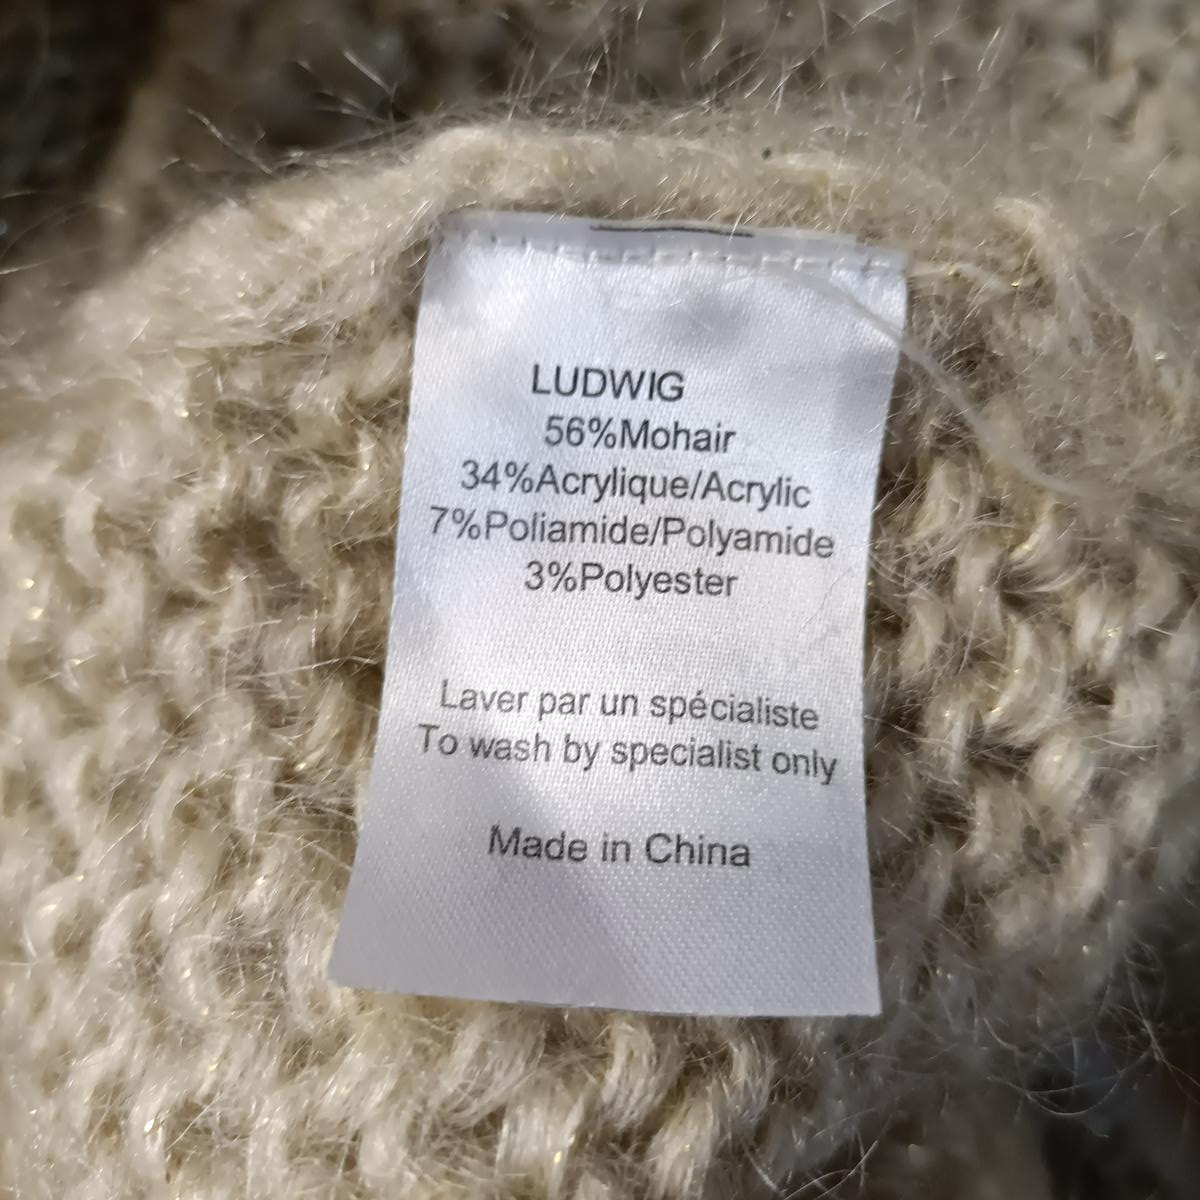 LUDWIG
56%Mohair
34%Acrylique/Acrylic
7%Poliamide/Polyamide
3%Polyester
Laver par un spécialiste
To wash by specialist only
Made in China